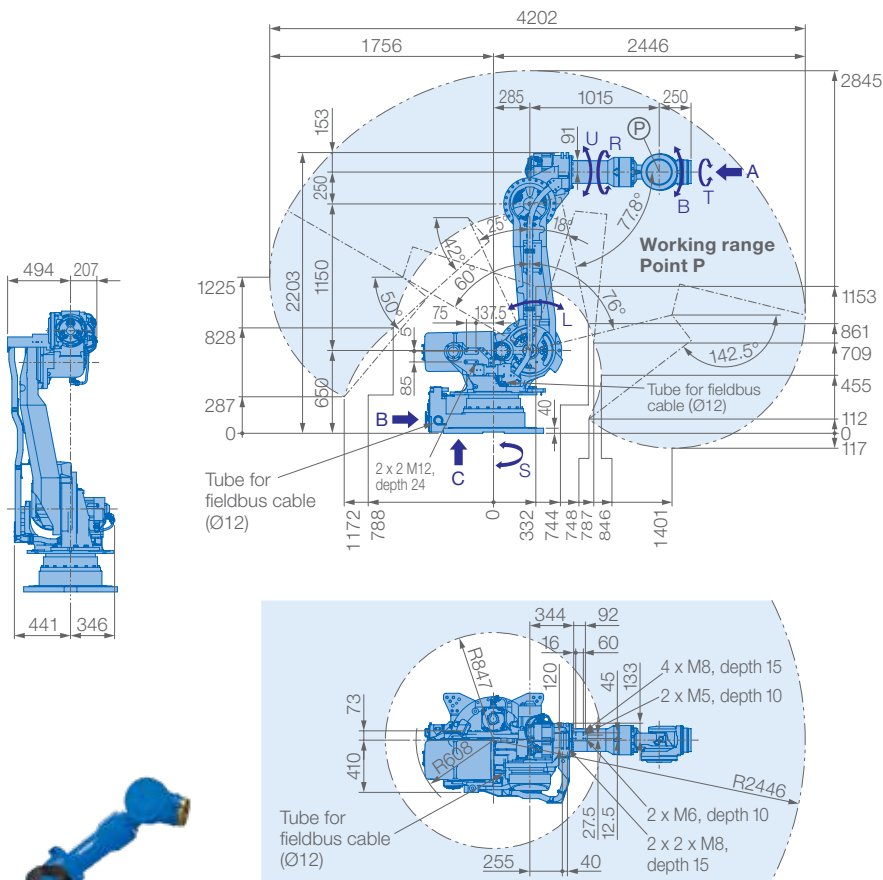 4202
1756
2446
2845
285
1015
250
153
91
U
R
P
A
B
T
250
77.8°
25°
18°
Working range
Point P
42°
60°
494
207
1225
2203
1150
50°
75
137.5
L
76°
1153
828
5
861
709
142.5°
650
85
455
287
40
Tube for fieldbus
cable (Ø12)
112
B
0
0
117
Tube for
fieldbus cable
(Ø12)
2 x 2 M12,
depth 24
C
S
1172
788
0
332
744
748
787
846
1401
441
346
344
92
16
60
R847
120
45
133
4 x M8, depth 15
2 x M5, depth 10
73
R608
410
R2446
Tube for
fieldbus cable
(Ø12)
27.5
12.5
2 x M6, depth 10
2 x 2 x M8,
depth 15
255
40